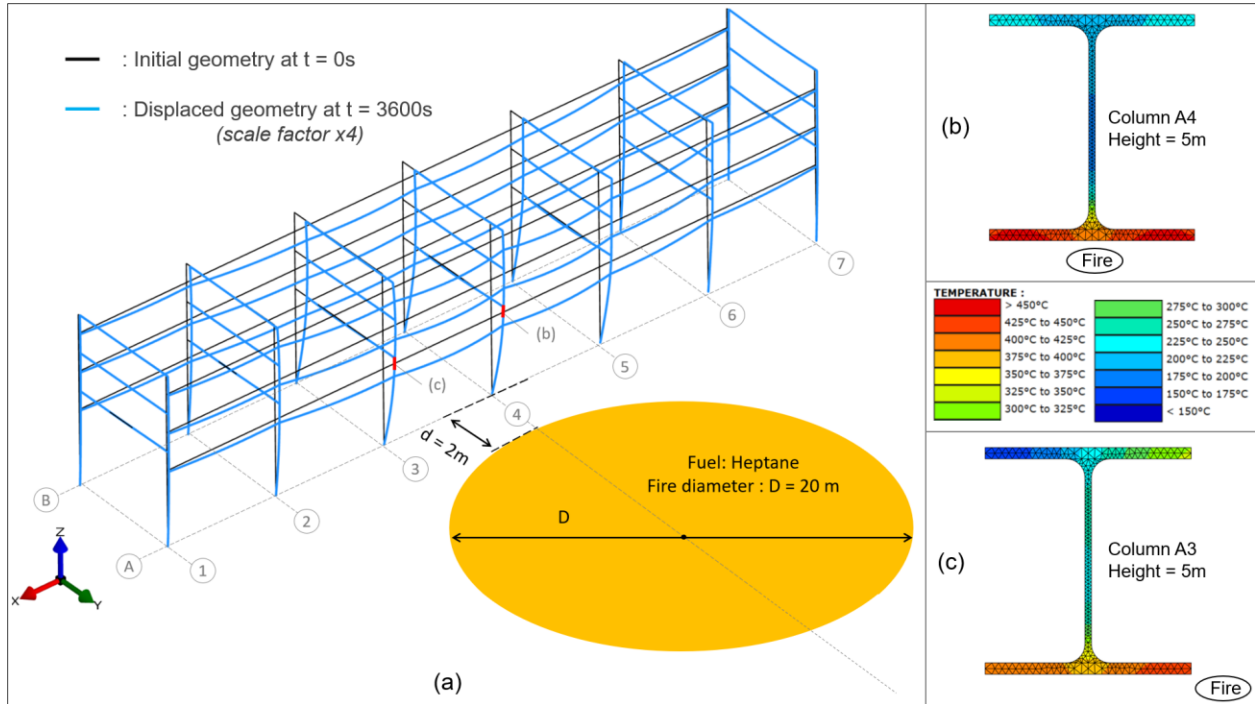 : Initial geometry at t = 0s
: Displaced geometry at t = 3600s
(scale factor x4)
7
6
5
(b)
(c)
4
d = 2m
3
2
B
A
1
Z
X
Y
Fuel: Heptane
Fire diameter : D = 20 m
D
(a)
(b)
Column A4
Height = 5m
Fire
TEMPERATURE :
> 450°C
425°C to 450°C
400°C to 425°C
375°C to 400°C
350°C to 375°C
325°C to 350°C
300°C to 325°C
275°C to 300°C
250°C to 275°C
225°C to 250°C
200°C to 225°C
175°C to 200°C
150°C to 175°C
< 150°C
(c)
Column A3
Height = 5m
Fire